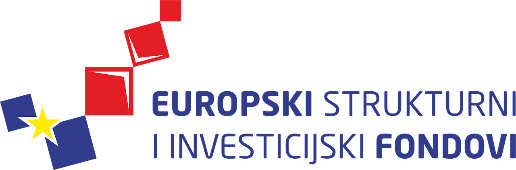 EUROPSKI STRUKTURNI
I INVESTICIJSKI FONDOVI